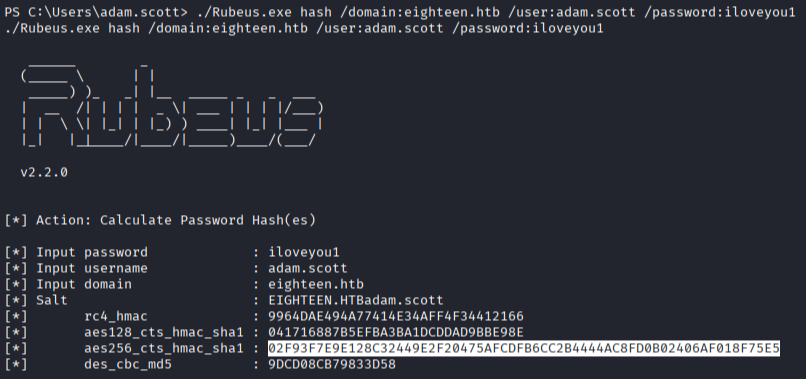 PS C:\Users\adam.scott> ./Rubeus.exe hash /domain:eighteen.htb /user:adam.scott /password:iloveyou1
./Rubeus.exe hash /domain:eighteen.htb /user:adam.scott /password:iloveyou1
Rubeus
v2.2.0
[*] Action: Calculate Password Hash(es)
[*] Input password : iloveyou1
[*] Input username : adam.scott
[*] Input domain : eighteen.htb
[*] Salt : EIGHTEEN.HTBadam.scott
[*] rc4_hmac : 9964DAE494A77414E34AFF4F34412166
[*] aes128_cts_hmac_sha1 : 041716887B5EFBA3BA1DCDDAD9BBE98E
[*] aes256_cts_hmac_sha1 : 02F93F7E9E128C32449E2F20475AFCDFB6CC2B4444AC8FD0B02406AF018F75E5
[*] des_cbc_md5 : 9DCD08CB79833D58